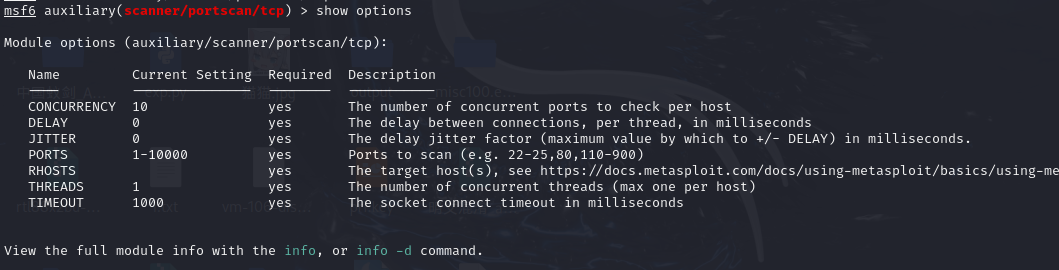 msf6 auxiliary(scanner/portscan/tcp) > show options
Module options (auxiliary/scanner/portscan/tcp):
Name Current Setting Required Description
CONCURRENCY 10 yes The number of concurrent ports to check per host
DELAY 0 yes The delay between connections, per thread, in milliseconds
JITTER 0 yes The delay jitter factor (maximum value by which to +/- DELAY) in milliseconds.
PORTS 1-10000 yes Ports to scan (e.g. 22-25,80,110-900)
RHOSTS yes The target host(s), see https://docs.metasploit.com/docs/using-metasploit/basics/using-me
THREADS 1 yes The number of concurrent threads (max one per host)
TIMEOUT 1000 yes The socket connect timeout in milliseconds
View the full module info with the info, or info -d command.